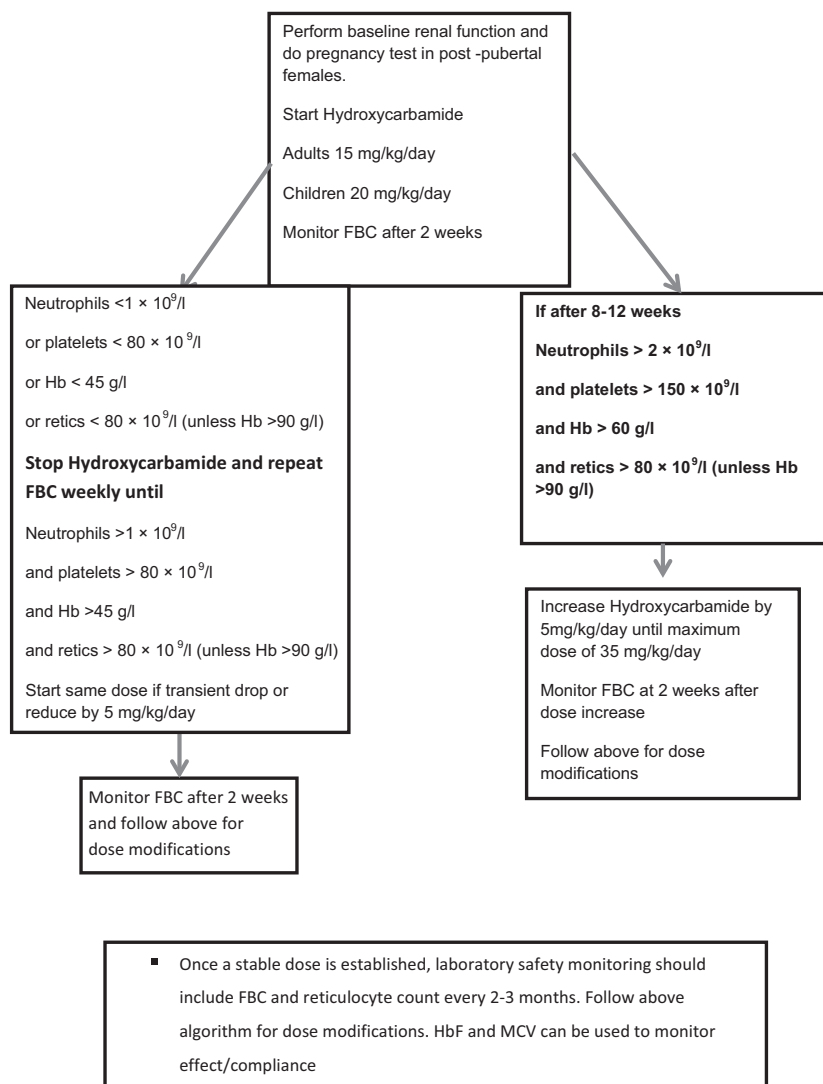 Perform baseline renal function and
do pregnancy test in post -pubertal
females.
Start Hydroxycarbamide
Adults 15 mg/kg/day
Children 20 mg/kg/day
Monitor FBC after 2 weeks
Neutrophils <1 × 10⁹/l
or platelets < 80 × 10⁹/l
or Hb < 45 g/l
or retics < 80 × 10⁹/l (unless Hb >90 g/l)
Stop Hydroxycarbamide and repeat
FBC weekly until
Neutrophils >1 × 10⁹/l
and platelets > 80 × 10⁹/l
and Hb >45 g/l
and retics > 80 × 10⁹/l (unless Hb >90 g/l)
Start same dose if transient drop or
reduce by 5 mg/kg/day
Monitor FBC after 2 weeks
and follow above for
dose modifications
If after 8-12 weeks
Neutrophils > 2 × 10⁹/l
and platelets > 150 × 10⁹/l
and Hb > 60 g/l
and retics > 80 × 10⁹/l (unless Hb
>90 g/l)
Increase Hydroxycarbamide by
5mg/kg/day until maximum
dose of 35 mg/kg/day
Monitor FBC at 2 weeks after
dose increase
Follow above for dose
modifications
▪ Once a stable dose is established, laboratory safety monitoring should
include FBC and reticulocyte count every 2-3 months. Follow above
algorithm for dose modifications. HbF and MCV can be used to monitor
effect/compliance